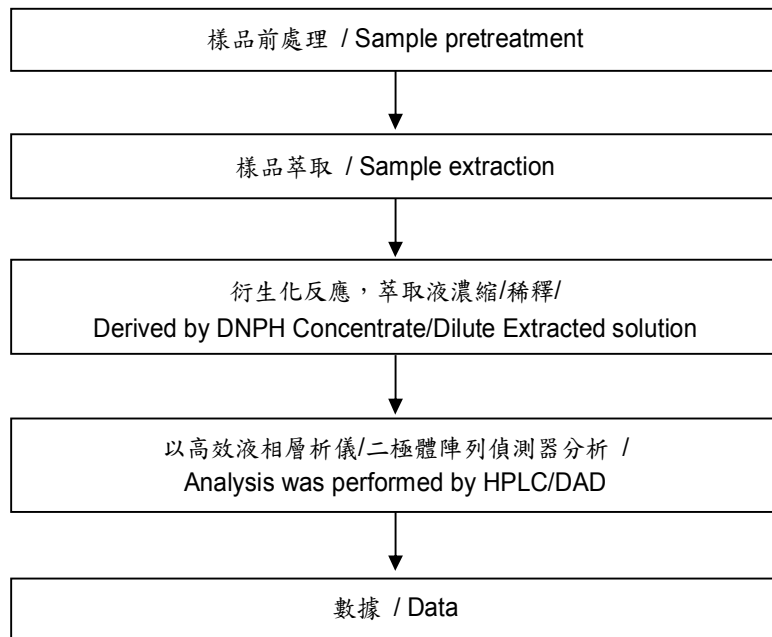 樣品前處理 / Sample pretreatment
樣品萃取 / Sample extraction
衍生化反應，萃取液濃縮/稀釋/
Derived by DNPH Concentrate/Dilute Extracted solution
以高效液相層析儀/二極體陣列偵測器分析 /
Analysis was performed by HPLC/DAD
數據 / Data